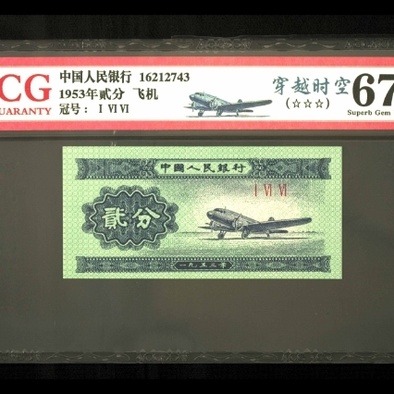 CG
UARANTY
中国人民银行 16212743
1953年贰分 飞机
冠号： Ⅰ Ⅵ Ⅵ
穿越时空
(☆☆☆)
67
Superb Gem
中国人民银行
Ⅰ Ⅵ Ⅵ
贰分
一九五三年